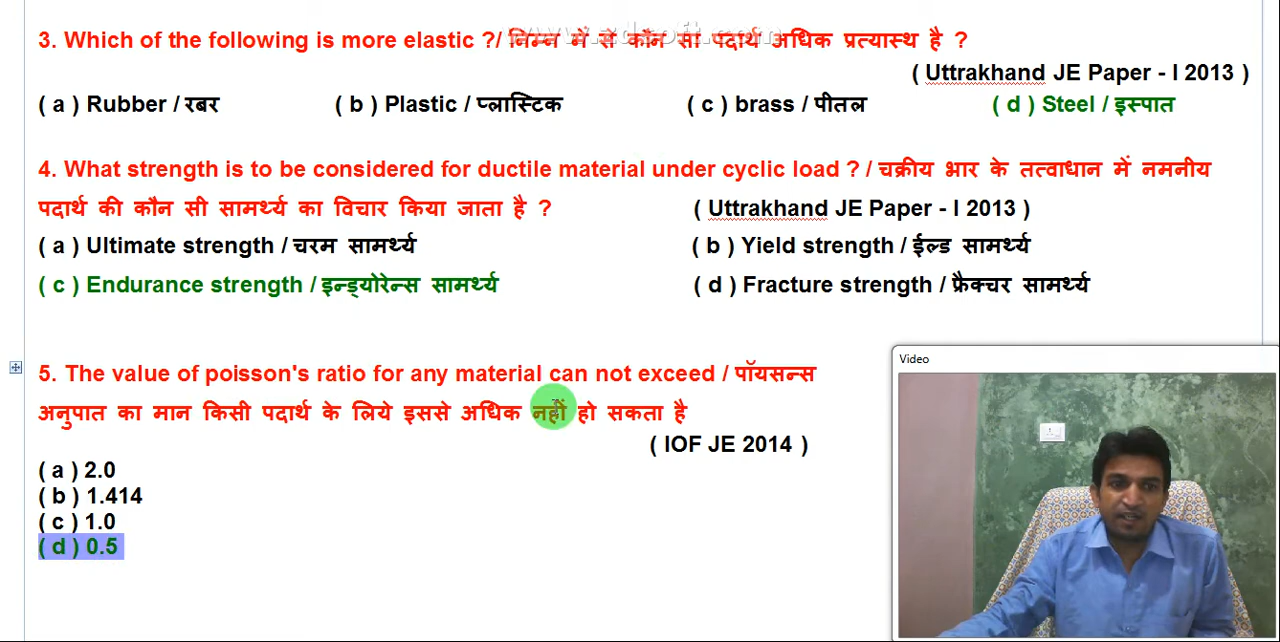 www.zdsoft.com
3. Which of the following is more elastic ?/ निम्न में से कौन सा पदार्थ अधिक प्रत्यास्थ है ?
( Uttrakhand JE Paper - I 2013 )
( a ) Rubber / रबर ( b ) Plastic / प्लास्टिक ( c ) brass / पीतल ( d ) Steel / इस्पात
4. What strength is to be considered for ductile material under cyclic load ? / चक्रीय भार के तत्वाधान में नमनीय
पदार्थ की कौन सी सामर्थ्य का विचार किया जाता है ? ( Uttrakhand JE Paper - I 2013 )
( a ) Ultimate strength / चरम सामर्थ्य ( b ) Yield strength / ईल्ड सामर्थ्य
( c ) Endurance strength / इन्ड्योरेन्स सामर्थ्य ( d ) Fracture strength / फ्रैक्चर सामर्थ्य
5. The value of poisson's ratio for any material can not exceed / पॉयसन्स
अनुपात का मान किसी पदार्थ के लिये इससे अधिक नहीं हो सकता है
( IOF JE 2014 )
( a ) 2.0
( b ) 1.414
( c ) 1.0
( d ) 0.5
Video